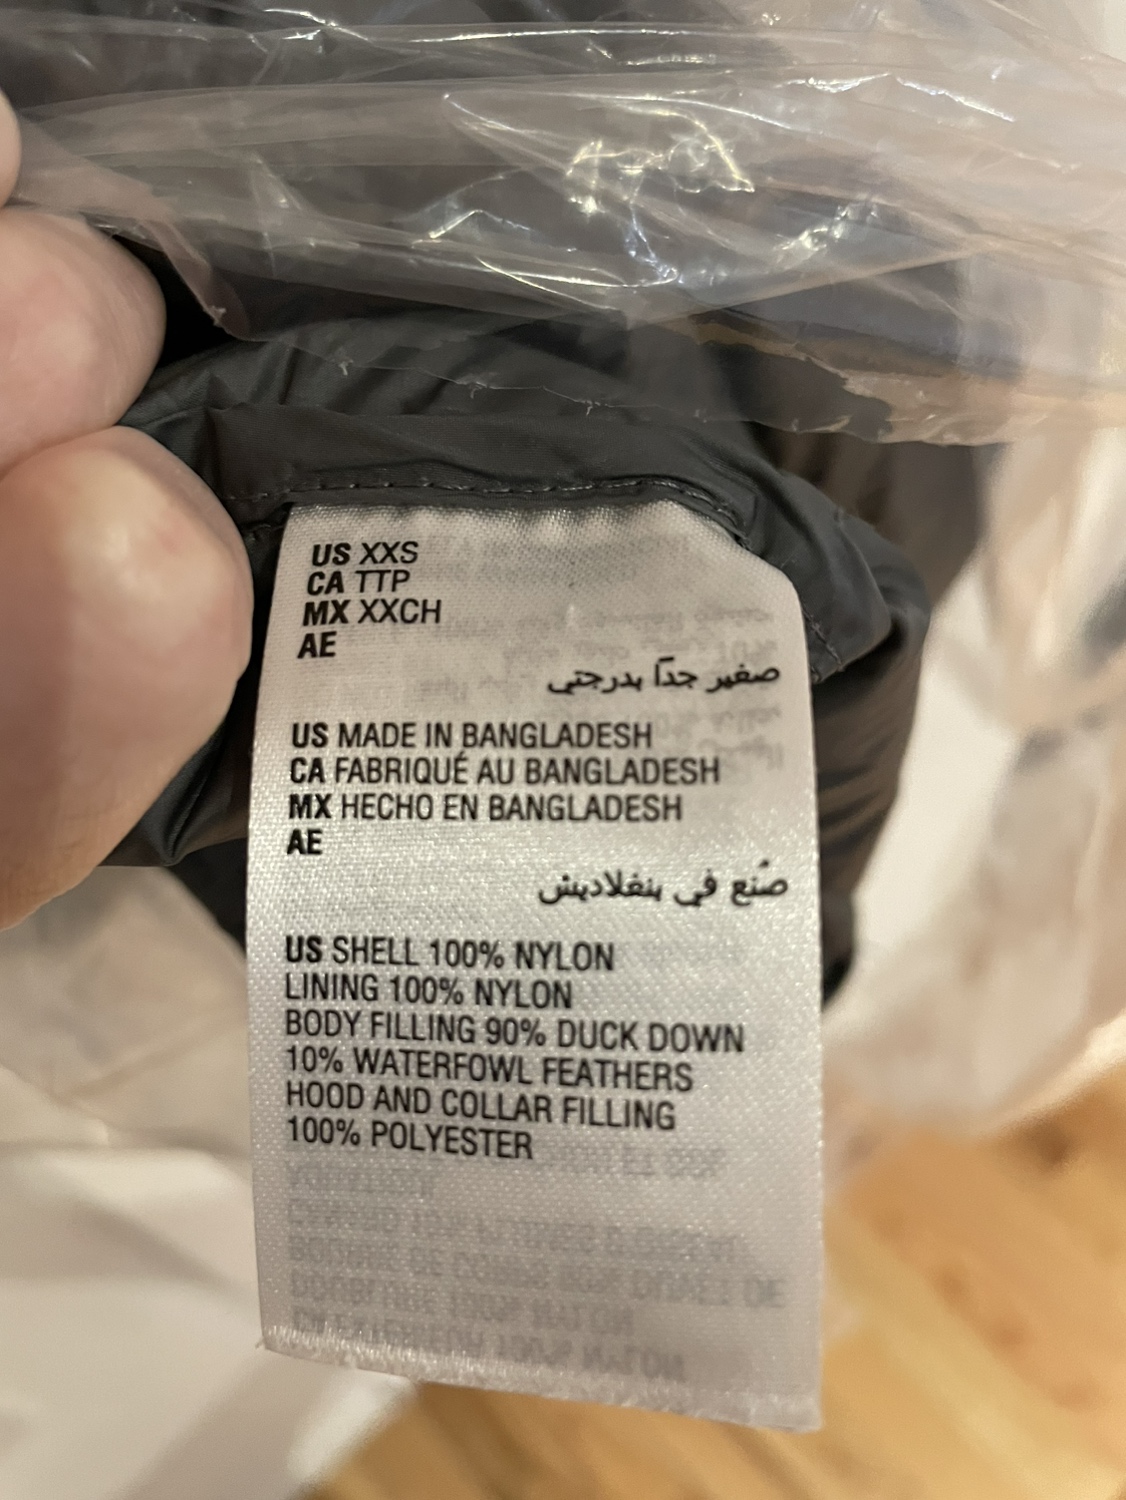 US XXS
CA TTP
MX XXCH
AE
صغير جدًا بدرجتي
US MADE IN BANGLADESH
CA FABRIQUÉ AU BANGLADESH
MX HECHO EN BANGLADESH
AE
صُنع في بنغلاديش
US SHELL 100% NYLON
LINING 100% NYLON
BODY FILLING 90% DUCK DOWN
10% WATERFOWL FEATHERS
HOOD AND COLLAR FILLING
100% POLYESTER